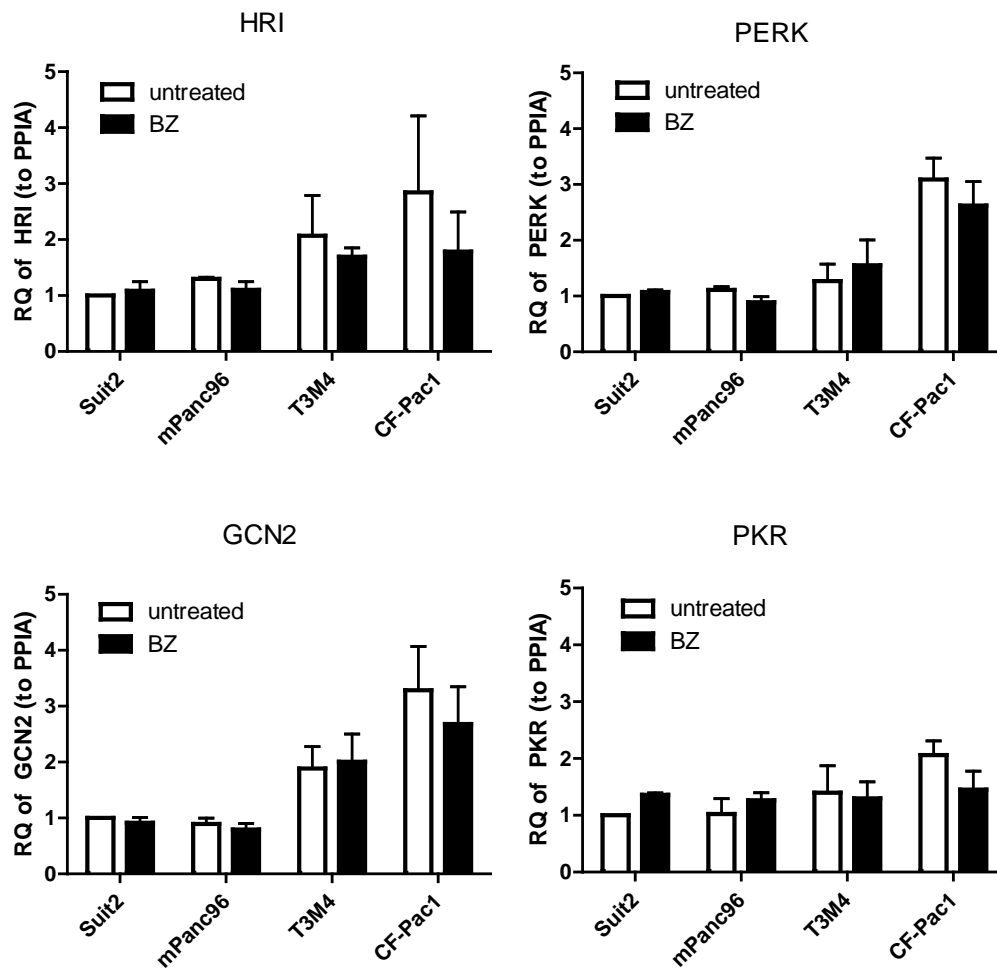 HRI
RQ of HRI (to PPIA)
5
4
3
2
1
0
untreated
BZ
Suit2
mPanc96
T3M4
CF-Pac1
PERK
RQ of PERK (to PPIA)
5
4
3
2
1
0
untreated
BZ
Suit2
mPanc96
T3M4
CF-Pac1
GCN2
RQ of GCN2 (to PPIA)
5
4
3
2
1
0
untreated
BZ
Suit2
mPanc96
T3M4
CF-Pac1
PKR
RQ of PKR (to PPIA)
5
4
3
2
1
0
untreated
BZ
Suit2
mPanc96
T3M4
CF-Pac1